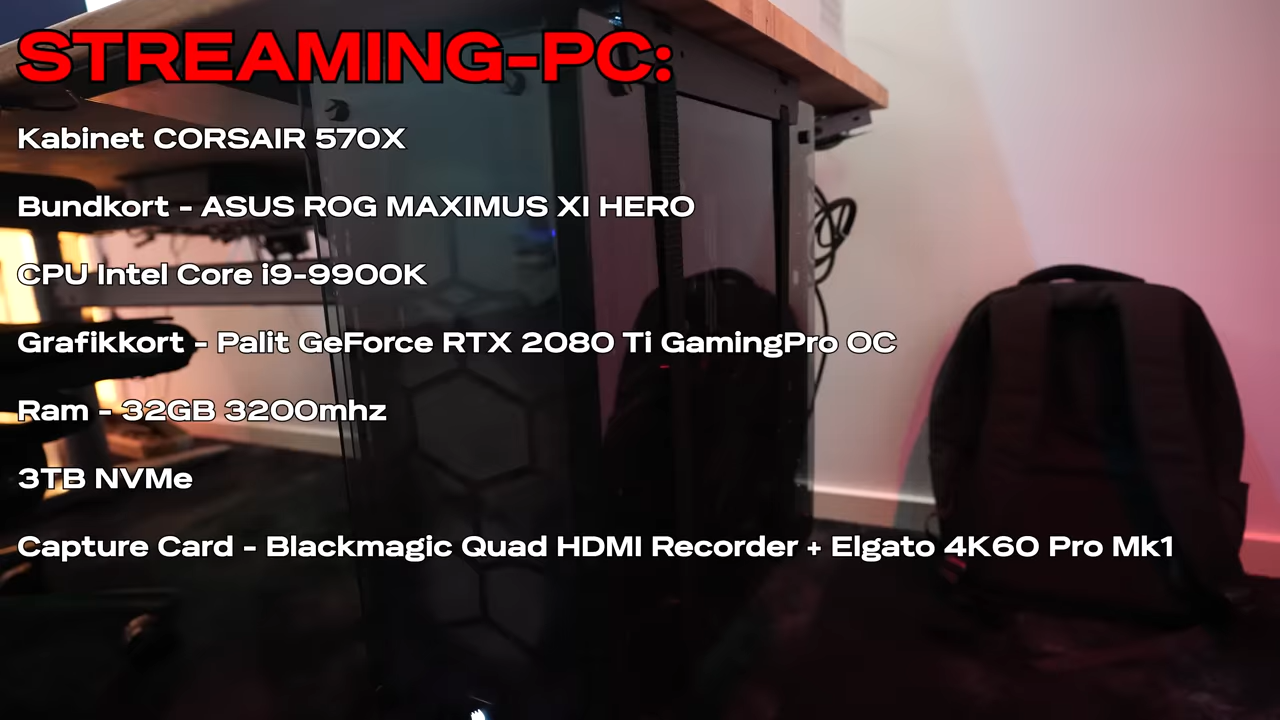 STREAMING-PC:
Kabinet CORSAIR 570X
Bundkort - ASUS ROG MAXIMUS XI HERO
CPU Intel Core i9-9900K
Grafikkort - Palit GeForce RTX 2080 Ti GamingPro OC
Ram - 32GB 3200mhz
3TB NVMe
Capture Card - Blackmagic Quad HDMI Recorder + Elgato 4K60 Pro Mk1